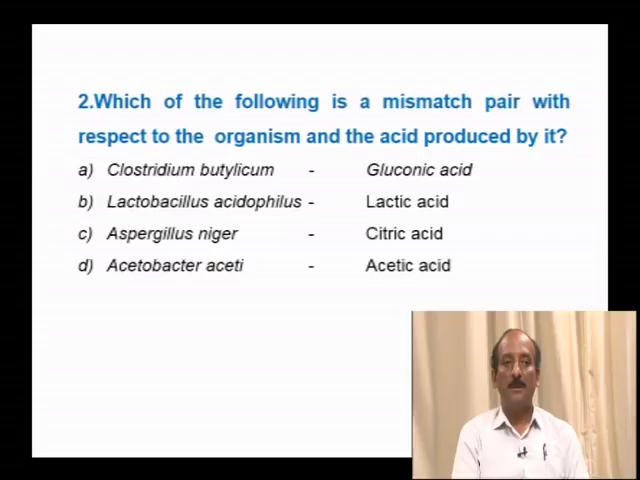 2.Which of the following is a mismatch pair with
respect to the organism and the acid produced by it?
a) Clostridium butylicum - Gluconic acid
b) Lactobacillus acidophilus - Lactic acid
c) Aspergillus niger - Citric acid
d) Acetobacter aceti - Acetic acid